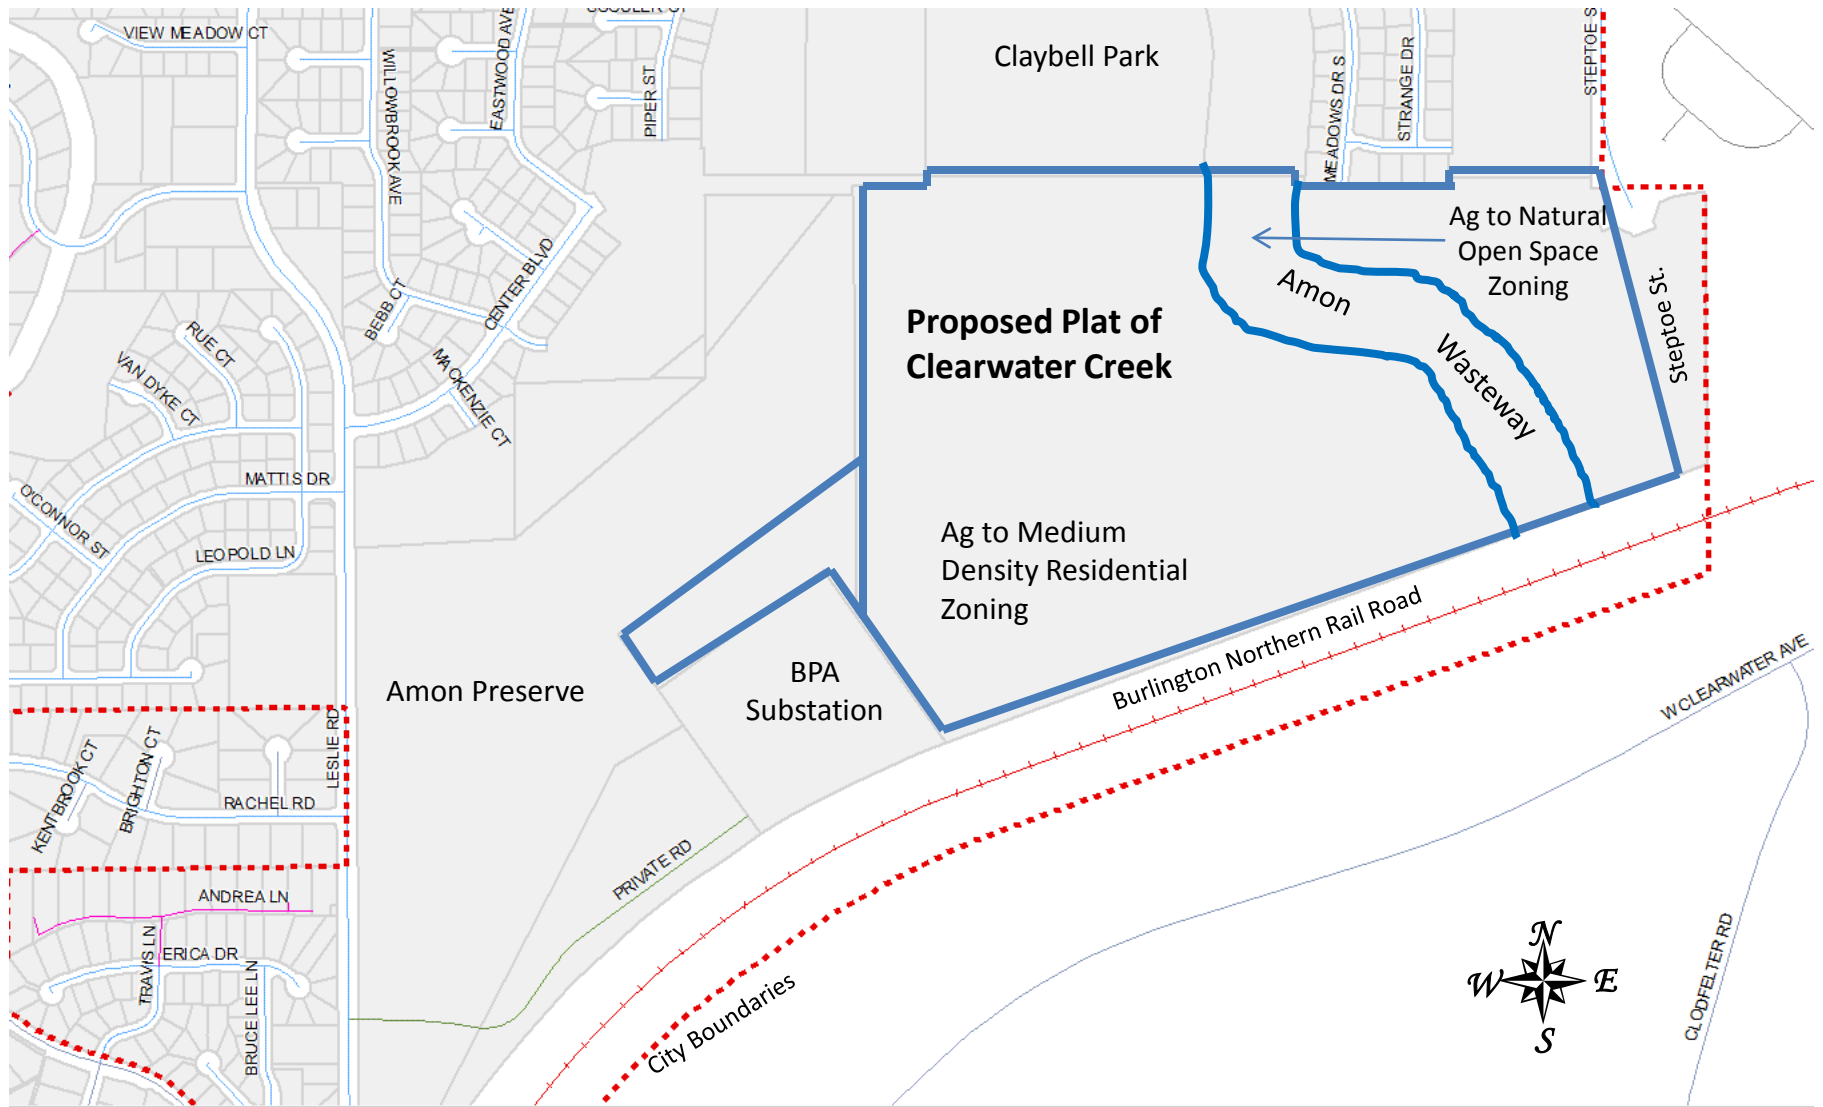 VIEW MEADOW CT
WILLOWBROOK AVE
EASTWOOD AVE
PIPER ST
Claybell Park
MEADOWS DR S
STRANGE DR
STEPTOE S
Ag to Natural
Open Space
Zoning
Amon
Wasteway
Steptoe St.
Proposed Plat of
Clearwater Creek
BEBB CT
CENTER BLVD
MACKENZIE CT
RUE CT
VAN DYKE CT
MATTIS DR
O'CONNOR ST
LEOPOLD LN
Ag to Medium
Density Residential
Zoning
BPA
Substation
Amon Preserve
Burlington Northern Rail Road
W CLEARWATER AVE
LESLIE RD
KENTBROOK CT
BRIGHTON CT
RACHEL RD
PRIVATE RD
ANDREA LN
TRAVIS LN
ERICA DR
BRUCE LEE LN
City Boundaries
CLODFELTER RD
N
W
E
S